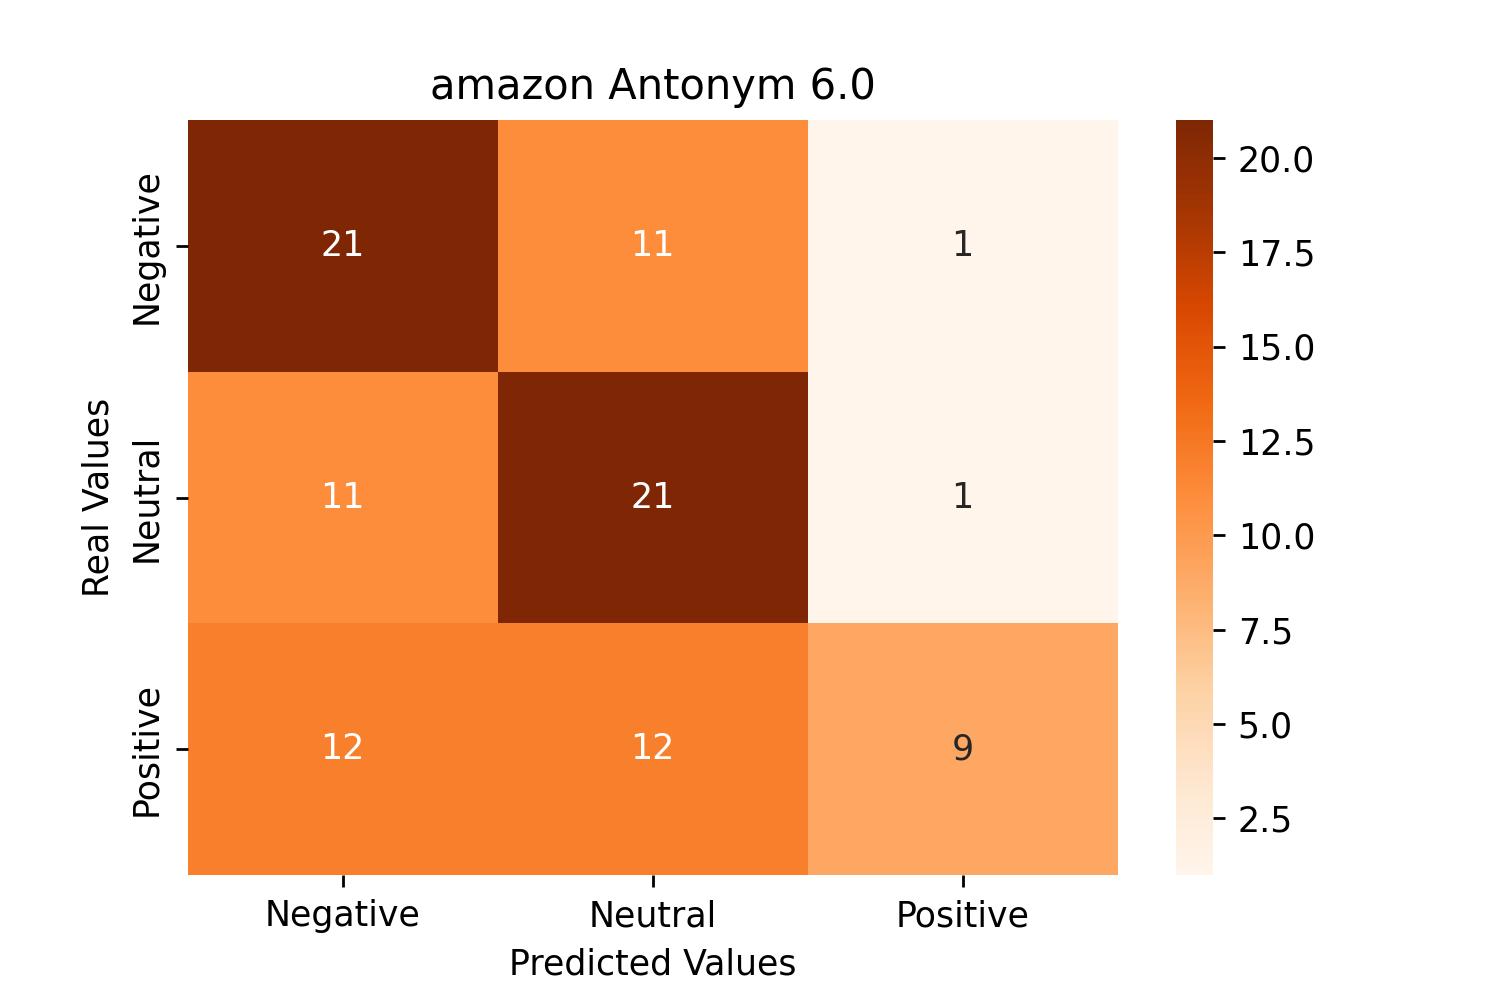 amazon Antonym 6.0
Real Values
Negative
21 11 1
Neutral
11 21 1
Positive
12 12 9
Negative Neutral Positive
Predicted Values
20.0
17.5
15.0
12.5
10.0
7.5
5.0
2.5